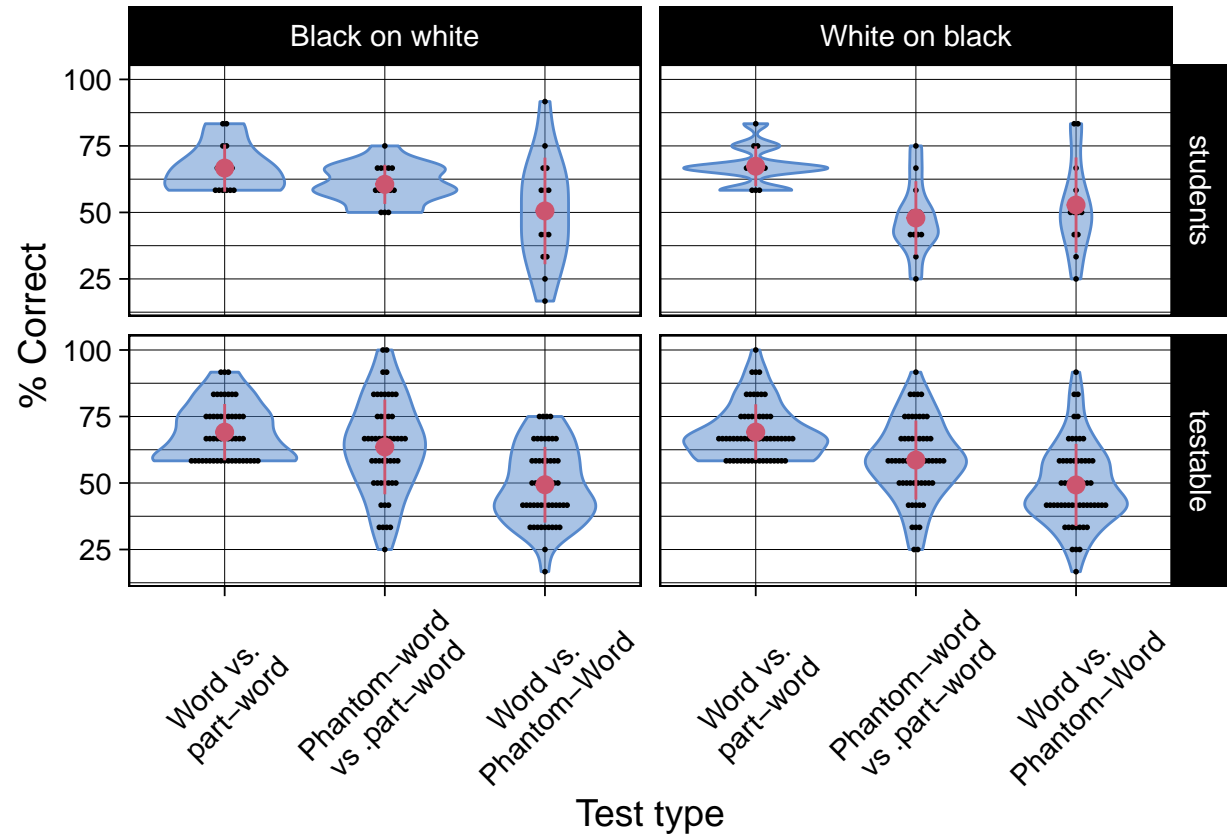 Black on white
White on black
% Correct
100
75
50
25
students
100
75
50
25
testable
Word vs.
part−word
Phantom−word
vs .part−word
Word vs.
Phantom−Word
Word vs.
part−word
Phantom−word
vs .part−word
Word vs.
Phantom−Word
Test type